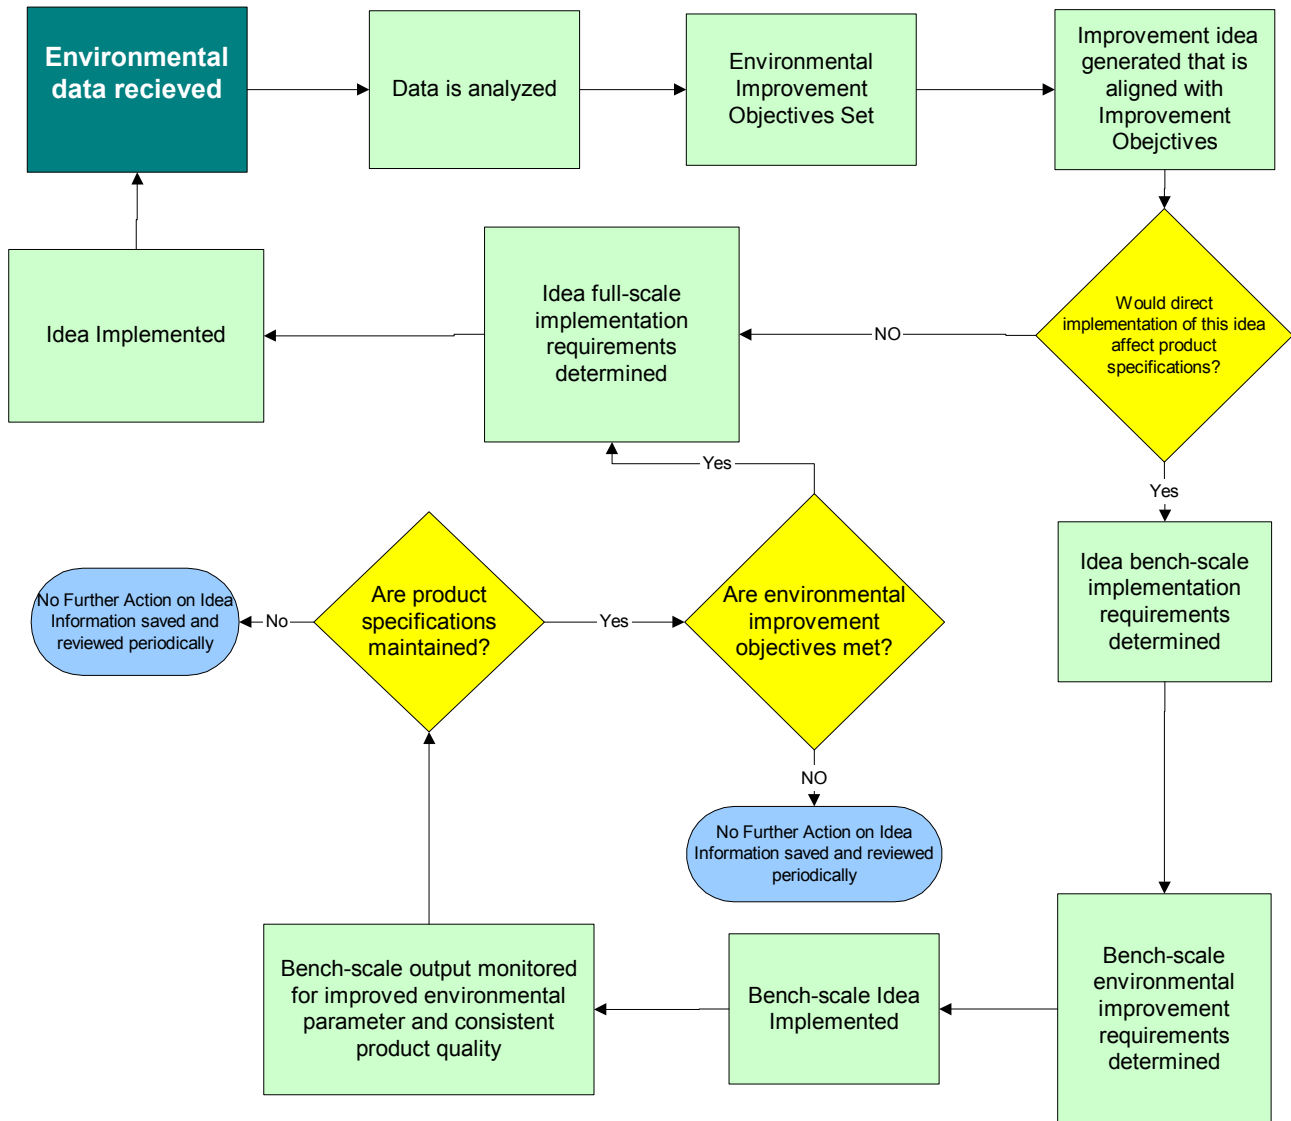 Environmental
data recieved
Data is analyzed
Environmental
Improvement
Objectives Set
Improvement idea
generated that is
aligned with
Improvement
Obejctives
Would direct
implementation of this idea
affect product
specifications?
NO
Idea full-scale
implementation
requirements
determined
Idea Implemented
Yes
Idea bench-scale
implementation
requirements
determined
Bench-scale
environmental
improvement
requirements
determined
Bench-scale Idea
Implemented
Bench-scale output monitored
for improved environmental
parameter and consistent
product quality
Are product
specifications
maintained?
No
No Further Action on Idea
Information saved and
reviewed periodically
Yes
Are environmental
improvement
objectives met?
Yes
NO
No Further Action on Idea
Information saved and reviewed
periodically